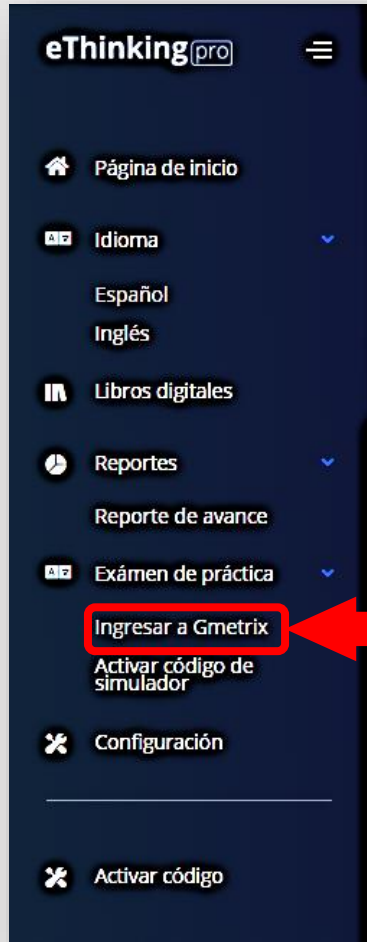 eThinking pro
Página de inicio
Idioma
Español
Inglés
Libros digitales
Reportes
Reporte de avance
Exámen de práctica
Ingresar a Gmetrix
Activar código de
simulador
Configuración
Activar código